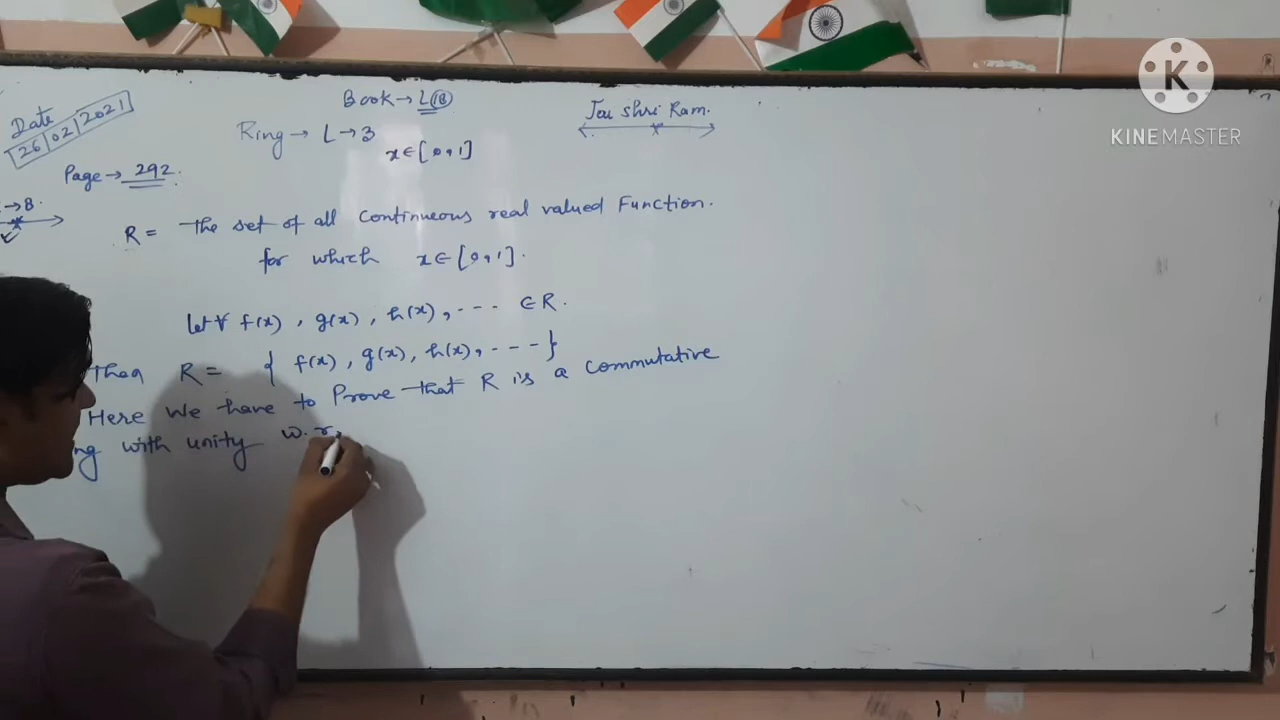 Date
26/02/2021
Book→L(1B)
Jai Shri Ram.
Ring→ L→3
x∈[0,1]
Page→292.
→B.
R = The set of all Continueous real valued Function.
for which x∈[0,1].
let ∀ f(x), g(x), h(x),---- ∈R.
Then R= { f(x), g(x), h(x), ---- }
Here We have to Prove that R is a commutative
ng with unity w.r.
K
KINEMASTER